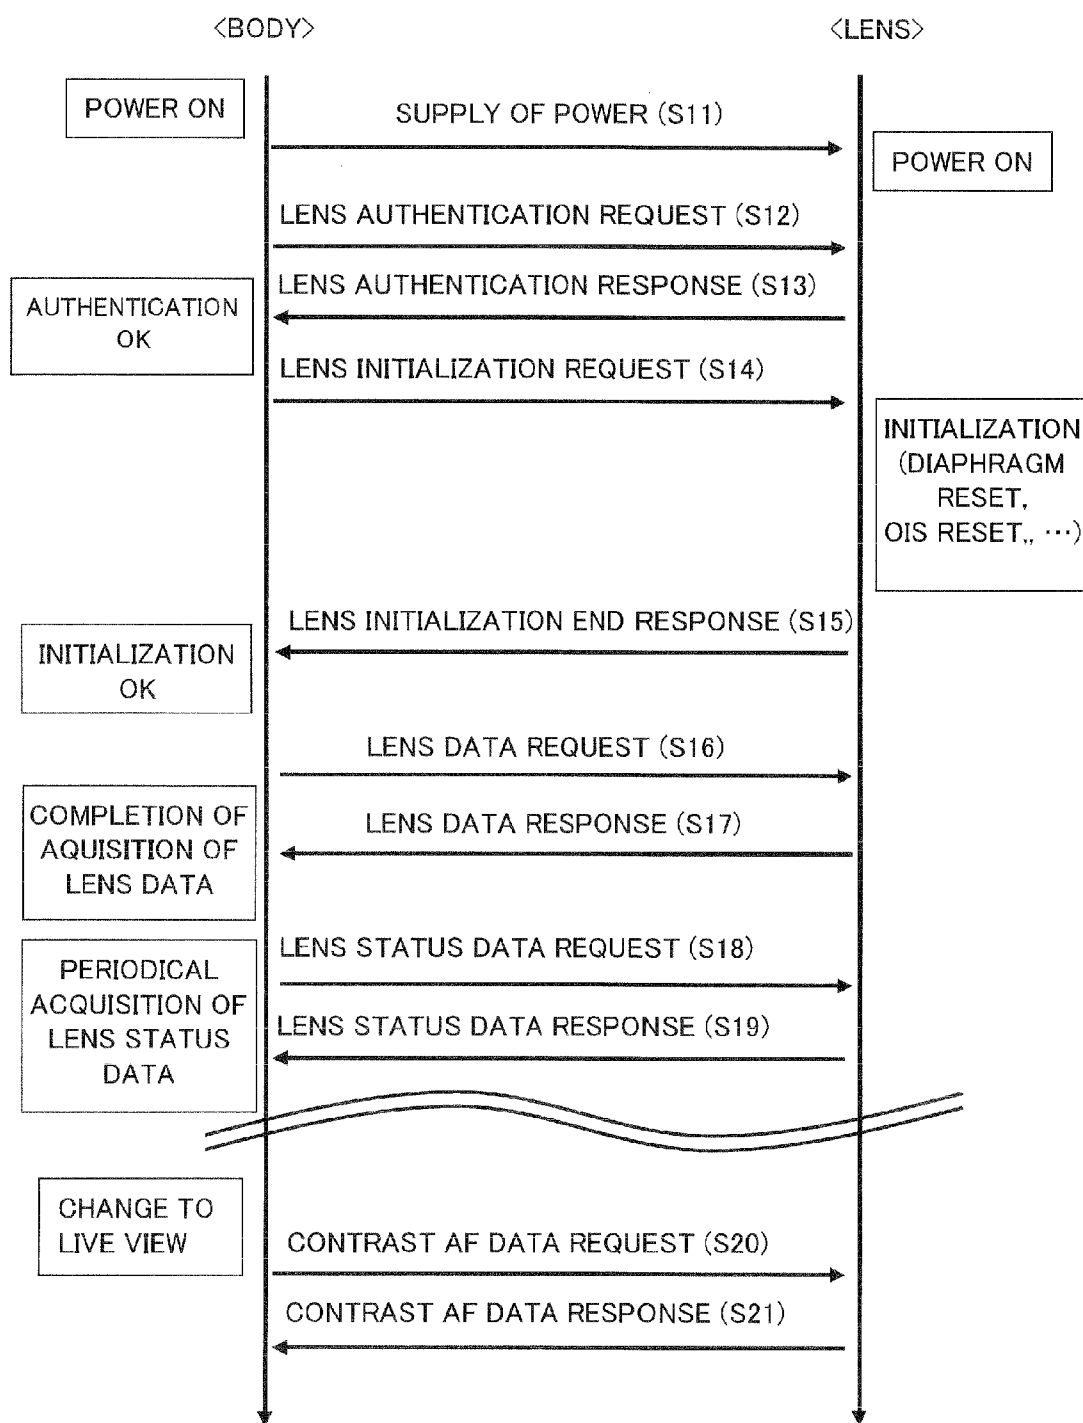 <BODY>
<LENS>
POWER ON
SUPPLY OF POWER (S11)
POWER ON
LENS AUTHENTICATION REQUEST (S12)
LENS AUTHENTICATION RESPONSE (S13)
AUTHENTICATION
OK
LENS INITIALIZATION REQUEST (S14)
INITIALIZATION
(DIAPHRAGM
RESET,
OIS RESET,, ···)
LENS INITIALIZATION END RESPONSE (S15)
INITIALIZATION
OK
LENS DATA REQUEST (S16)
COMPLETION OF
AQUISITION OF
LENS DATA
LENS DATA RESPONSE (S17)
LENS STATUS DATA REQUEST (S18)
PERIODICAL
ACQUISITION OF
LENS STATUS
DATA
LENS STATUS DATA RESPONSE (S19)
CHANGE TO
LIVE VIEW
CONTRAST AF DATA REQUEST (S20)
CONTRAST AF DATA RESPONSE (S21)